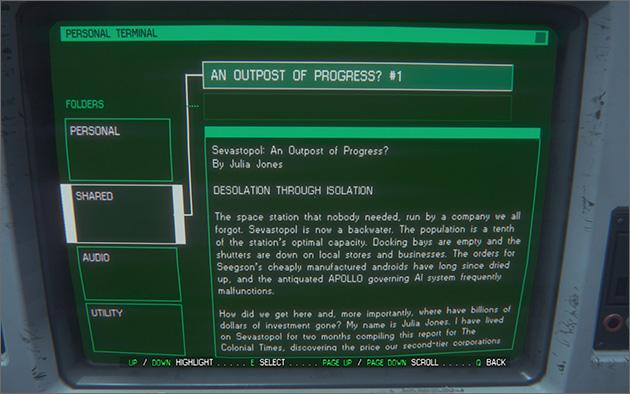 PERSONAL TERMINAL
AN OUTPOST OF PROGRESS? #1
FOLDERS
PERSONAL
SHARED
AUDIO
UTILITY
Sevastopol: An Outpost of Progress?
By Julia Jones
DESOLATION THROUGH ISOLATION
The space station that nobody needed, run by a company we all
forgot. Sevastopol is now a backwater. The population is a tenth
of the station's optimal capacity. Docking bays are empty and the
shutters are down on local stores and businesses. The orders for
Seegson's cheaply manufactured androids have long since dried
up, and the antiquated APOLLO governing AI system frequently
malfunctions.
How did we get here and, more importantly, where have billions of
dollars of investment gone? My name is Julia Jones. I have lived
on Sevastopol for two months compiling this report for The
Colonial Times, discovering the price our second-tier corporations
UP / DOWN HIGHLIGHT ..... E SELECT ..... PAGE UP / PAGE DOWN SCROLL ..... Q BACK